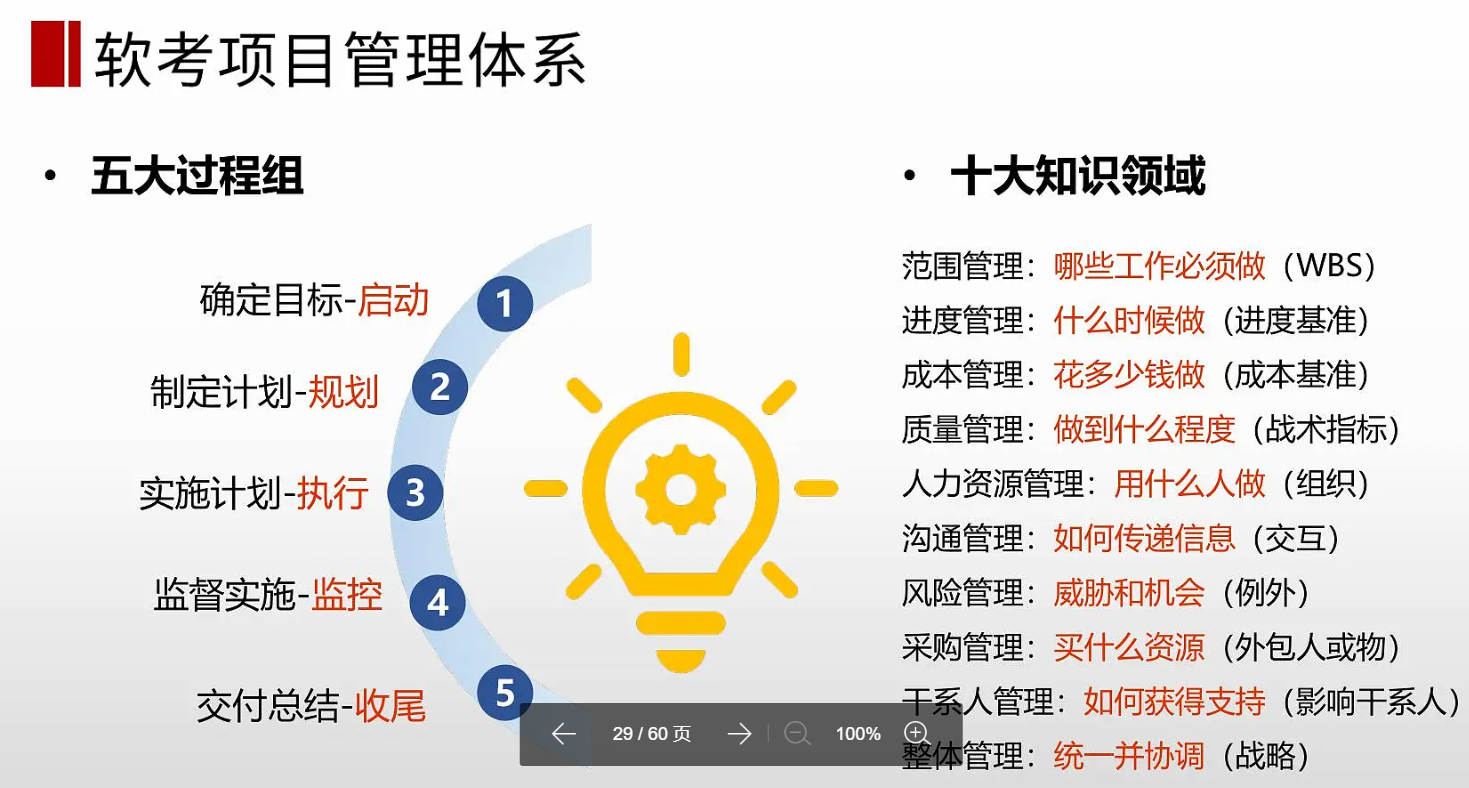 软考项目管理体系
• 五大过程组
确定目标-启动
1
制定计划-规划
2
实施计划-执行
3
监督实施-监控
4
交付总结-收尾
5
• 十大知识领域
范围管理：哪些工作必须做（WBS）
进度管理：什么时候做（进度基准）
成本管理：花多少钱做（成本基准）
质量管理：做到什么程度（战术指标）
人力资源管理：用什么人做（组织）
沟通管理：如何传递信息（交互）
风险管理：威胁和机会（例外）
采购管理：买什么资源（外包人或物）
干系人管理：如何获得支持（影响干系人）
整体管理：统一并协调（战略）
29 / 60 页
100%